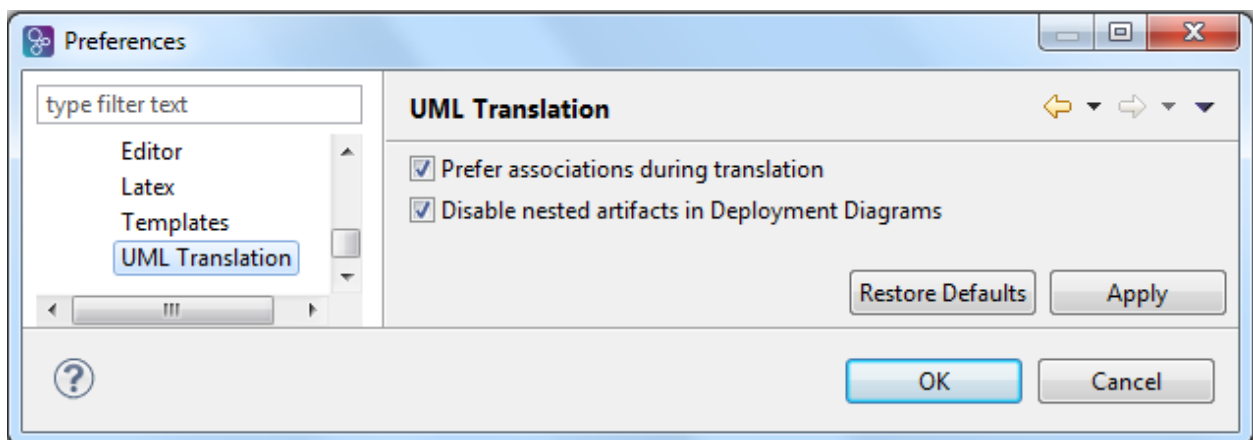 Preferences
type filter text
Editor
Latex
Templates
UML Translation
UML Translation
Prefer associations during translation
Disable nested artifacts in Deployment Diagrams
Restore Defaults
Apply
?
OK
Cancel